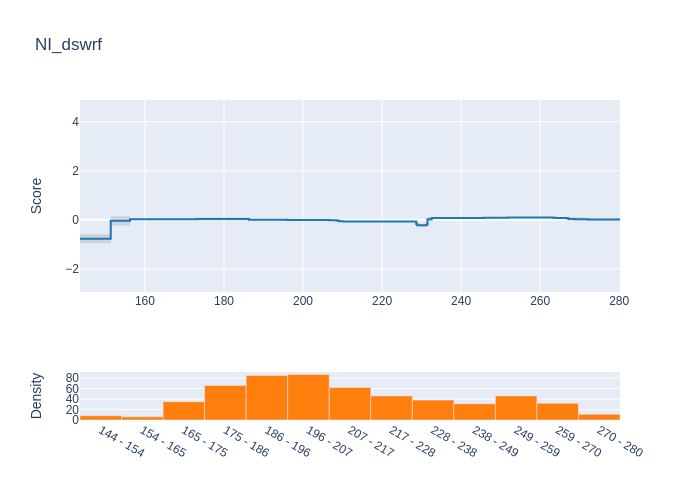 NI_dswrf
Score
4
2
0
−2
160
180
200
220
240
260
280
Density
80
60
40
20
0
144 - 154
154 - 165
165 - 175
175 - 186
186 - 196
196 - 207
207 - 217
217 - 228
228 - 238
238 - 249
249 - 259
259 - 270
270 - 280